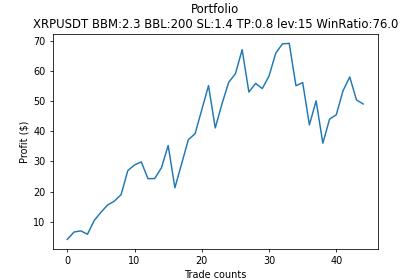 Portfolio
XRPUSDT BBM:2.3 BBL:200 SL:1.4 TP:0.8 lev:15 WinRatio:76.0
70
60
50
40
30
20
10
Profit ($)
0 10 20 30 40
Trade counts